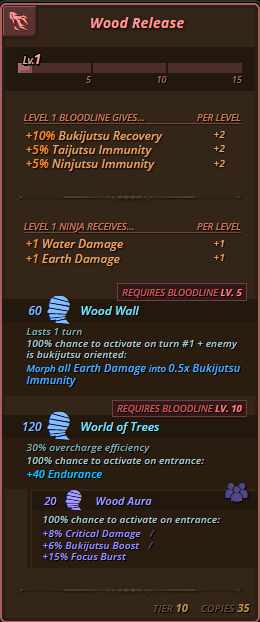 Wood Release
Lv.1
5 10 15
LEVEL 1 BLOODLINE GIVES... PER LEVEL
+10% Bukijutsu Recovery +2
+5% Taijutsu Immunity +2
+5% Ninjutsu Immunity +2
LEVEL 1 NINJA RECEIVES... PER LEVEL
+1 Water Damage +1
+1 Earth Damage +1
REQUIRES BLOODLINE LV. 5
60 Wood Wall
Lasts 1 turn
100% chance to activate on turn #1 + enemy
is bukijutsu oriented:
Morph all Earth Damage into 0.5x Bukijutsu
Immunity
REQUIRES BLOODLINE LV. 10
120 World of Trees
30% overcharge efficiency
100% chance to activate on entrance:
+40 Endurance
20 Wood Aura
100% chance to activate on entrance:
+8% Critical Damage /
+6% Bukijutsu Boost /
+15% Focus Burst
TIER 10 COPIES 35